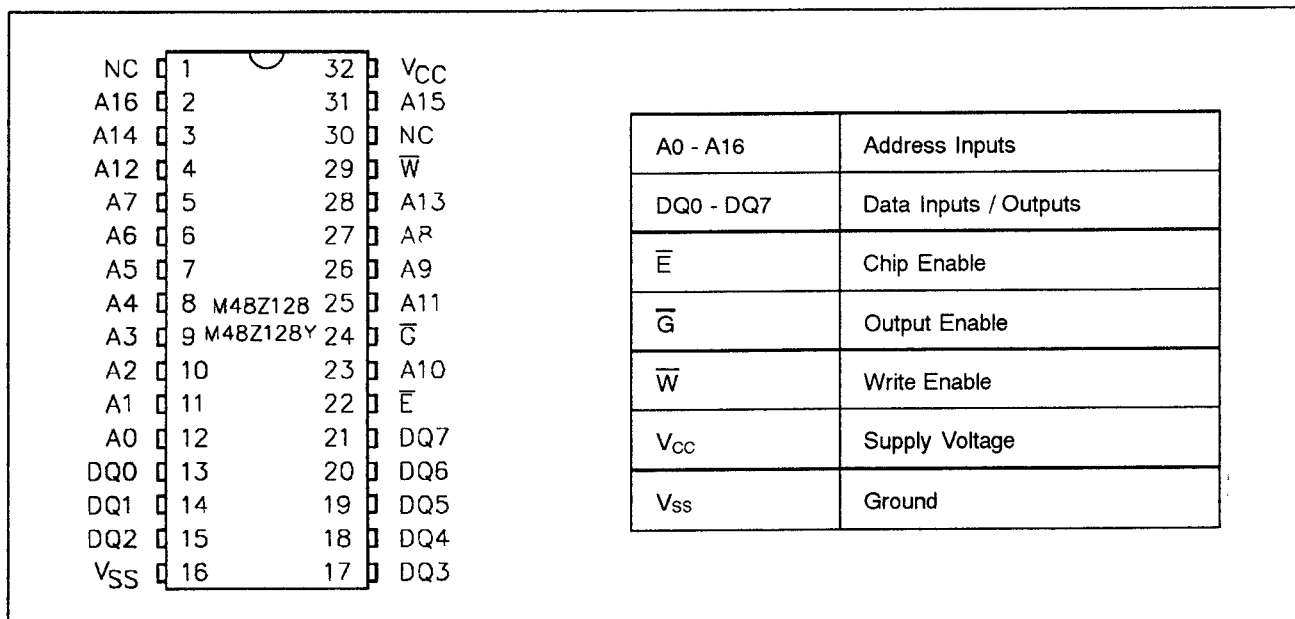 NC 1 32 VCC
A16 2 31 A15
A14 3 30 NC
A12 4 29 W̅
A7 5 28 A13
A6 6 27 A8
A5 7 26 A9
A4 8 M48Z128 25 A11
A3 9 M48Z128Y 24 G̅
A2 10 23 A10
A1 11 22 E̅
A0 12 21 DQ7
DQ0 13 20 DQ6
DQ1 14 19 DQ5
DQ2 15 18 DQ4
VSS 16 17 DQ3
A0 - A16 Address Inputs
DQ0 - DQ7 Data Inputs / Outputs
E̅ Chip Enable
G̅ Output Enable
W̅ Write Enable
VCC Supply Voltage
VSS Ground